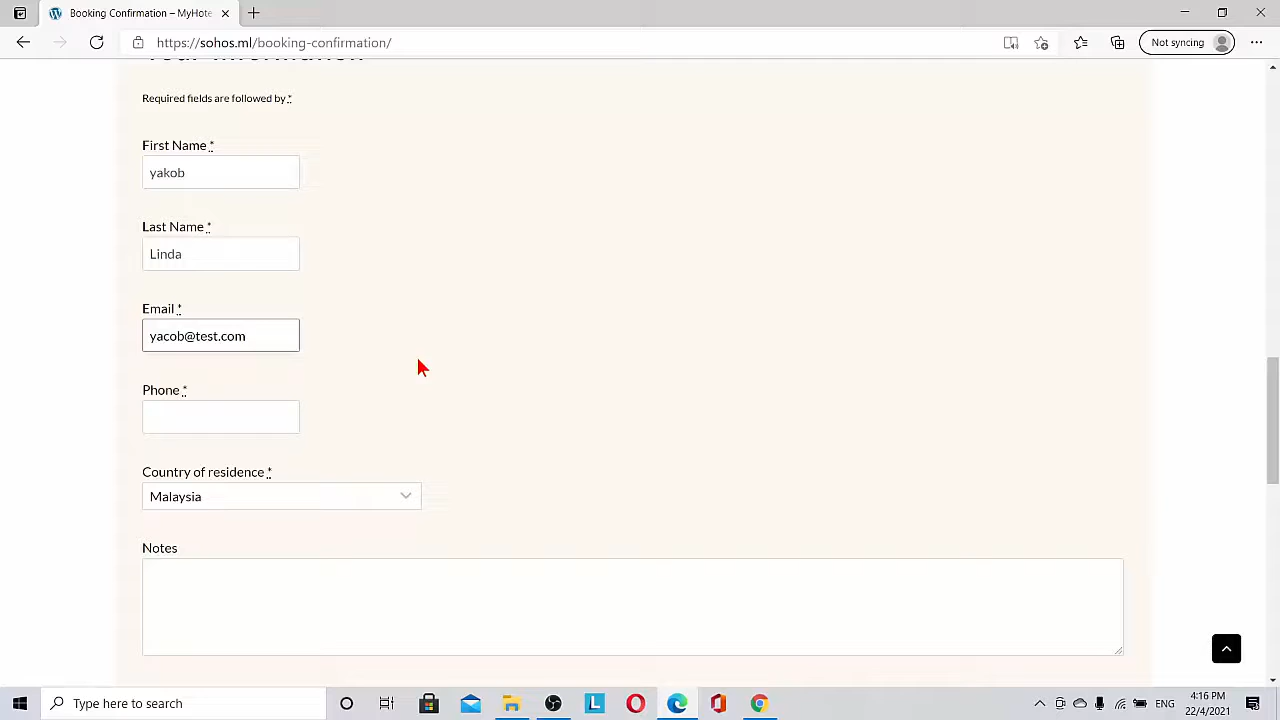 Booking Confirmation – MyHote
https://sohos.ml/booking-confirmation/
Not syncing
Your Information
Required fields are followed by *
First Name *
yakob
Last Name *
Linda
Email *
yacob@test.com
Phone *
Country of residence *
Malaysia
Notes
Type here to search
L
ENG
4:16 PM
22/4/2021